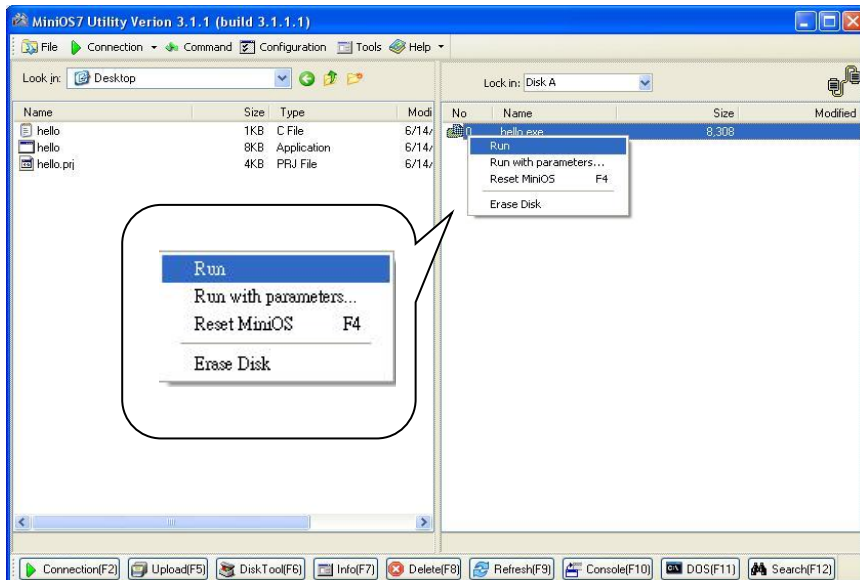 MiniOS7 Utility Verion 3.1.1 (build 3.1.1.1)
File Connection Command Configuration Tools Help
Look in: Desktop
Lock in: Disk A
Name Size Type Modi
No Name Size Modified
hello 1KB C File 6/14/
hello 8KB Application 6/14/
hello.prj 4KB PRJ File 6/14/
0 hello.exe 8,308
Run
Run with parameters...
Reset MiniOS F4
Erase Disk
Run
Run with parameters...
Reset MiniOS F4
Erase Disk
Connection(F2) Upload(F5) DiskTool(F6) Info(F7) Delete(F8) Refresh(F9) Console(F10) DOS(F11) Search(F12)